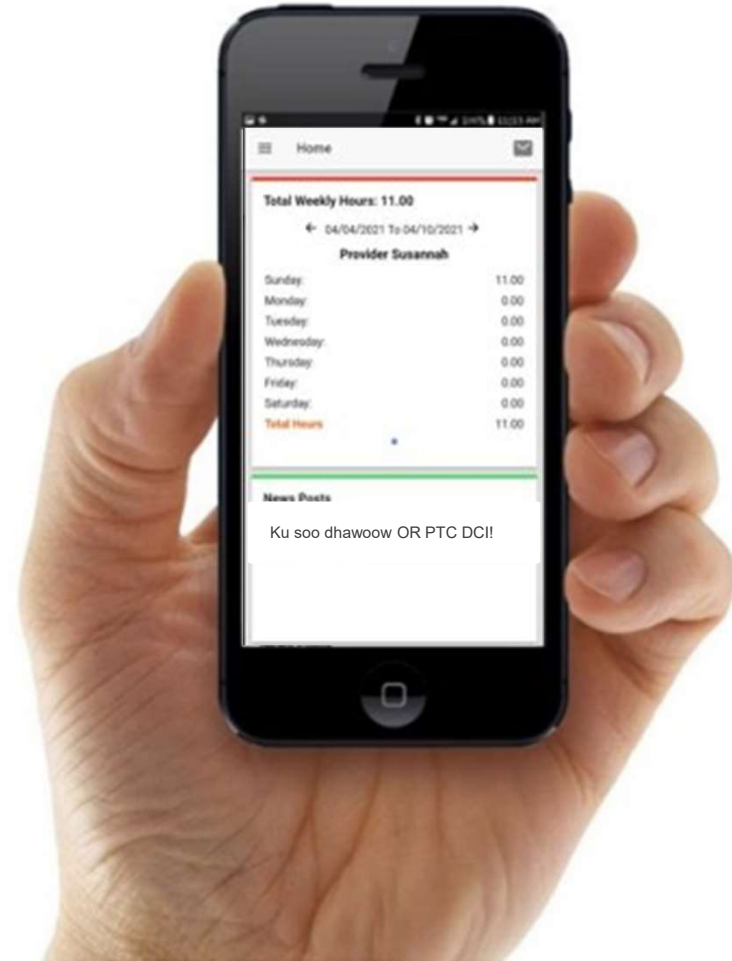 Home
Total Weekly Hours: 11.00
← 04/04/2021 To 04/10/2021 →
Provider Susannah
Sunday: 11.00
Monday: 0.00
Tuesday: 0.00
Wednesday: 0.00
Thursday: 0.00
Friday: 0.00
Saturday: 0.00
Total Hours 11.00
News Posts
Ku soo dhawoow OR PTC DCI!